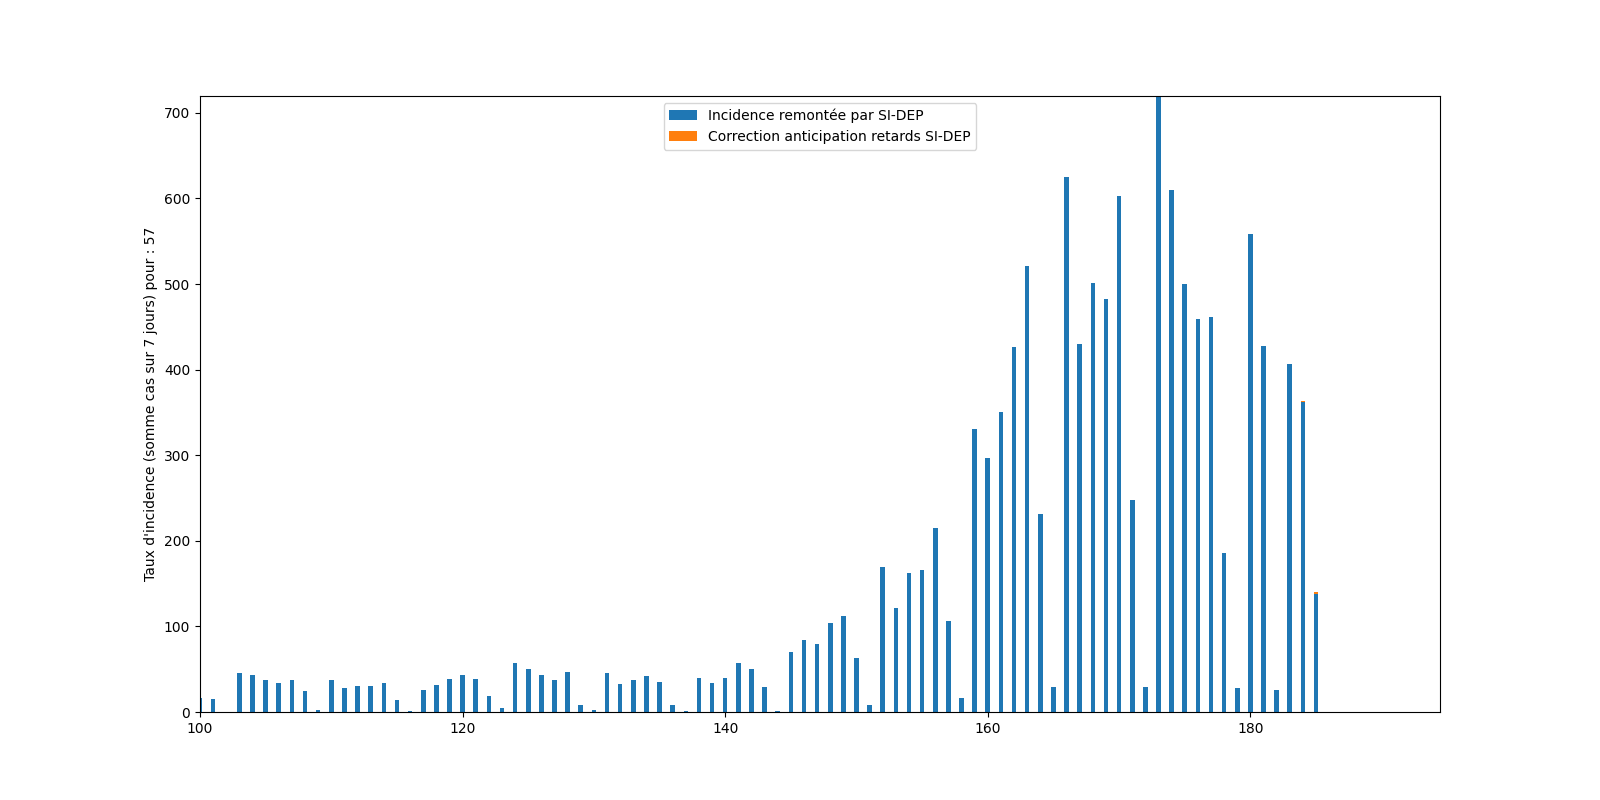 Incidence remontée par SI-DEP
Correction anticipation retards SI-DEP
Taux d'incidence (somme cas sur 7 jours) pour : 57
700
600
500
400
300
200
100
0
100 120 140 160 180